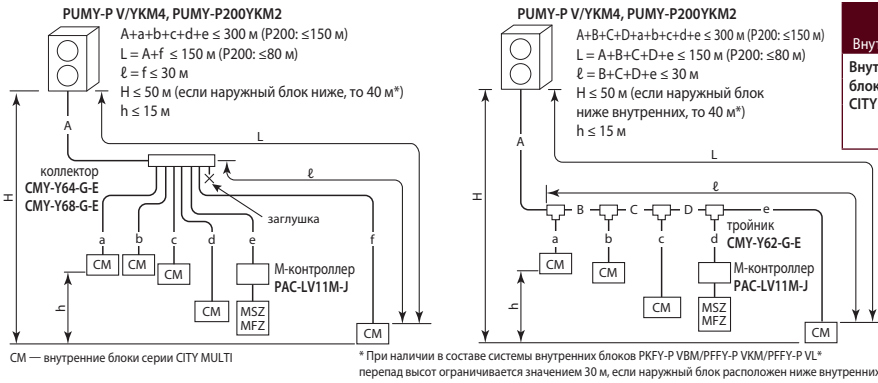 PUMY-P V/YKM4, PUMY-P200YKM2
A+a+b+c+d+e ≤ 300 м (P200: ≤150 м)
L = A+f ≤ 150 м (P200: ≤80 м)
ℓ = f ≤ 30 м
H ≤ 50 м (если наружный блок ниже, то 40 м*)
h ≤ 15 м
A
L
H
коллектор
CMY-Y64-G-E
CMY-Y68-G-E
ℓ
заглушка
a
b
c
d
e
f
CM
CM
CM
М-контроллер
PAC-LV11M-J
h
CM
MSZ
MFZ
CM
CM — внутренние блоки серии CITY MULTI
PUMY-P V/YKM4, PUMY-P200YKM2
A+B+C+D+a+b+c+d+e ≤ 300 м (P200: ≤150 м)
L = A+B+C+D+e ≤ 150 м (P200: ≤80 м)
ℓ = B+C+D+e ≤ 30 м
H ≤ 50 м (если наружный блок
ниже внутренних, то 40 м*)
h ≤ 15 м
A
L
H
ℓ
B
C
D
e
тройник
CMY-Y62-G-E
a
b
c
d
CM
CM
М-контроллер
PAC-LV11M-J
h
CM
MSZ
MFZ
CM
* При наличии в составе системы внутренних блоков PKFY-P VBM/PFFY-P VKM/PFFY-P VL*
перепад высот ограничивается значением 30 м, если наружный блок расположен ниже внутренних
Внут
Внут
блок
CITY